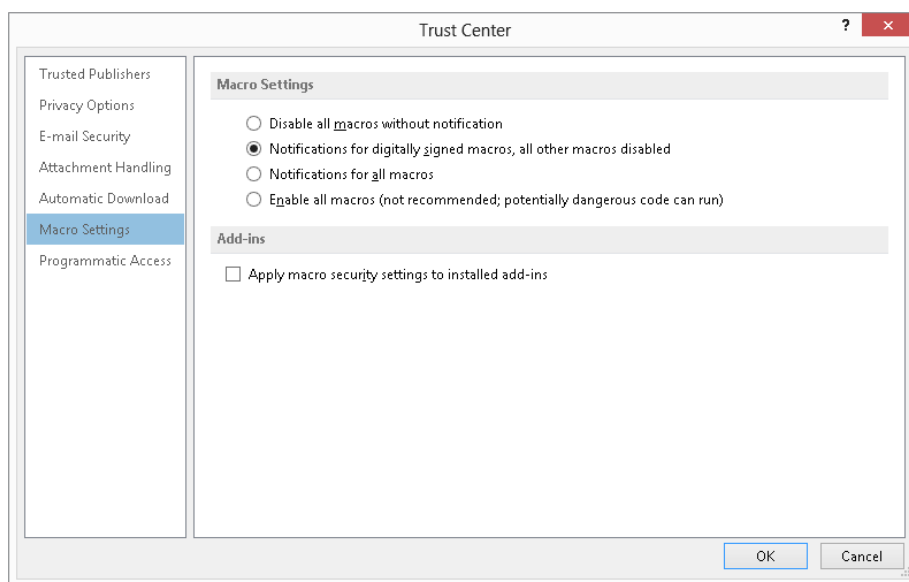 Trust Center
?
Trusted Publishers
Privacy Options
E-mail Security
Attachment Handling
Automatic Download
Macro Settings
Programmatic Access
Macro Settings
Disable all macros without notification
Notifications for digitally signed macros, all other macros disabled
Notifications for all macros
Enable all macros (not recommended; potentially dangerous code can run)
Add-ins
Apply macro security settings to installed add-ins
OK
Cancel